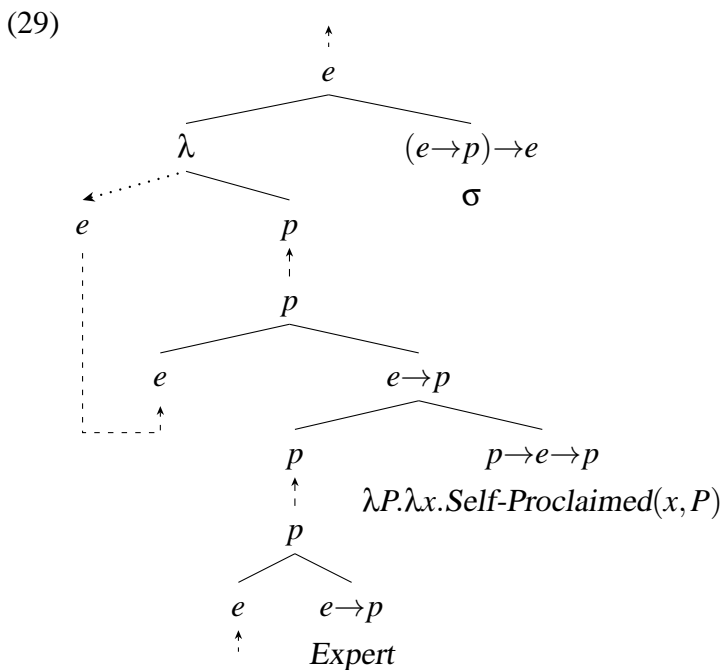 (29)
e
λ (e→p)→e
σ
e p
p
e e→p
p p→e→p
λP.λx.Self-Proclaimed(x, P)
p
e e→p
Expert